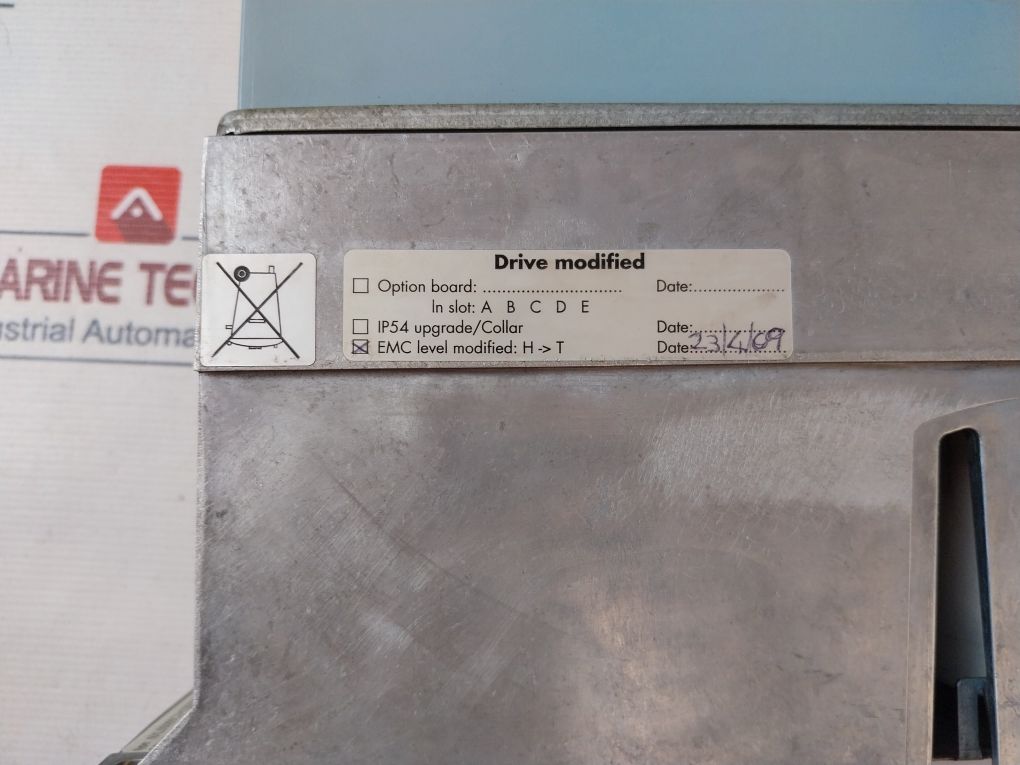 ARINE TE
ustrial Automa
Drive modified
Option board: .............................. Date:....................
In slot: A B C D E
IP54 upgrade/Collar Date:....................
EMC level modified: H -> T Date: 23/4/09